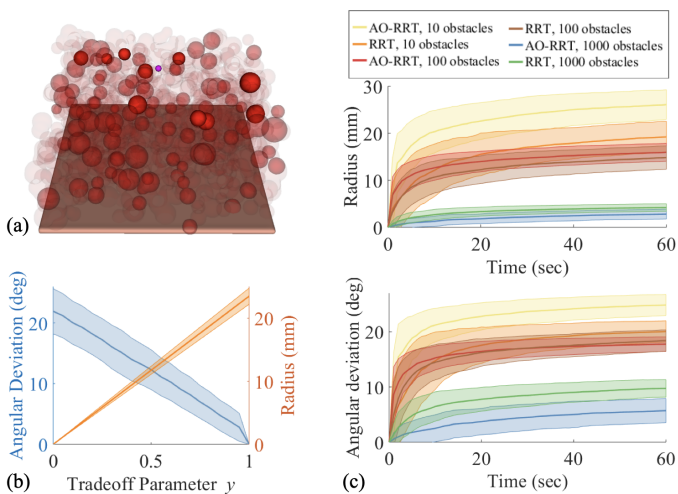 AO-RRT, 10 obstacles
RRT, 10 obstacles
AO-RRT, 100 obstacles
RRT, 100 obstacles
AO-RRT, 1000 obstacles
RRT, 1000 obstacles
(a)
Radius (mm)
30
20
10
0
0
20
40
60
Time (sec)
Angular Deviation (deg)
20
10
0
20
10
0
Radius (mm)
0
0.5
1
Tradeoff Parameter y
(b)
Angular deviation (deg)
20
10
0
0
20
40
60
Time (sec)
(c)